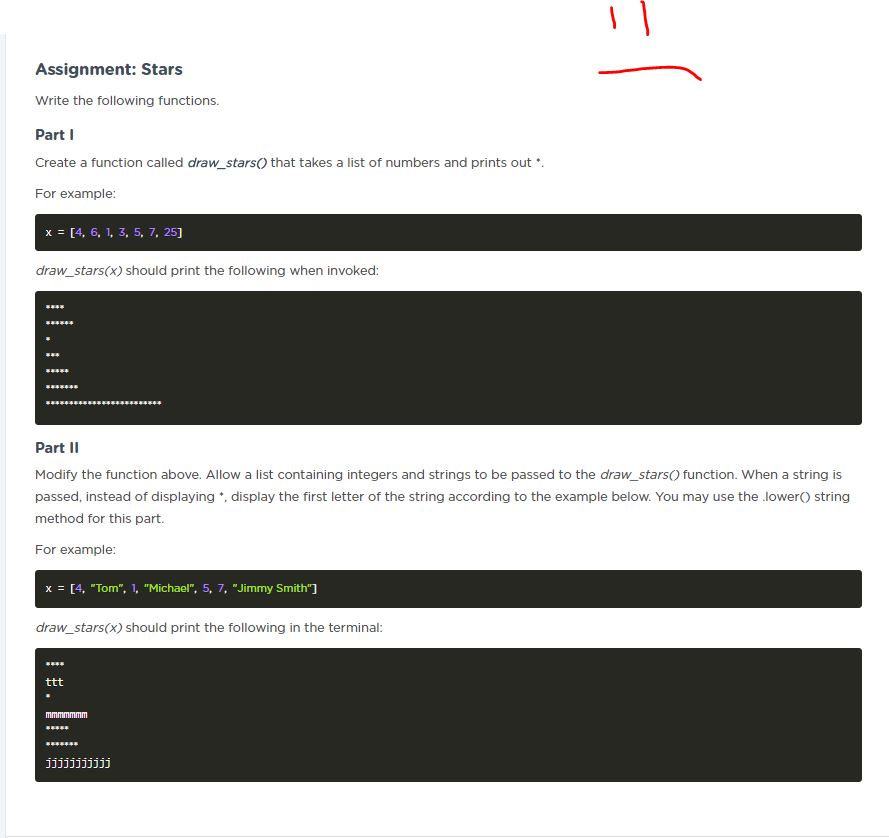 Assignment: Stars
Write the following functions.
Part I
Create a function called draw_stars() that takes a list of numbers and prints out *.
For example:
x = [4, 6, 1, 3, 5, 7, 25]
draw_stars(x) should print the following when invoked:
****
******
*
***
*****
*******
*************************
Part II
Modify the function above. Allow a list containing integers and strings to be passed to the draw_stars() function. When a string is
passed, instead of displaying *, display the first letter of the string according to the example below. You may use the .lower() string
method for this part.
For example:
x = [4, "Tom", 1, "Michael", 5, 7, "Jimmy Smith"]
draw_stars(x) should print the following in the terminal:
****
ttt
*
mmmmmmm
*****
*******
jjjjjjjjjjj